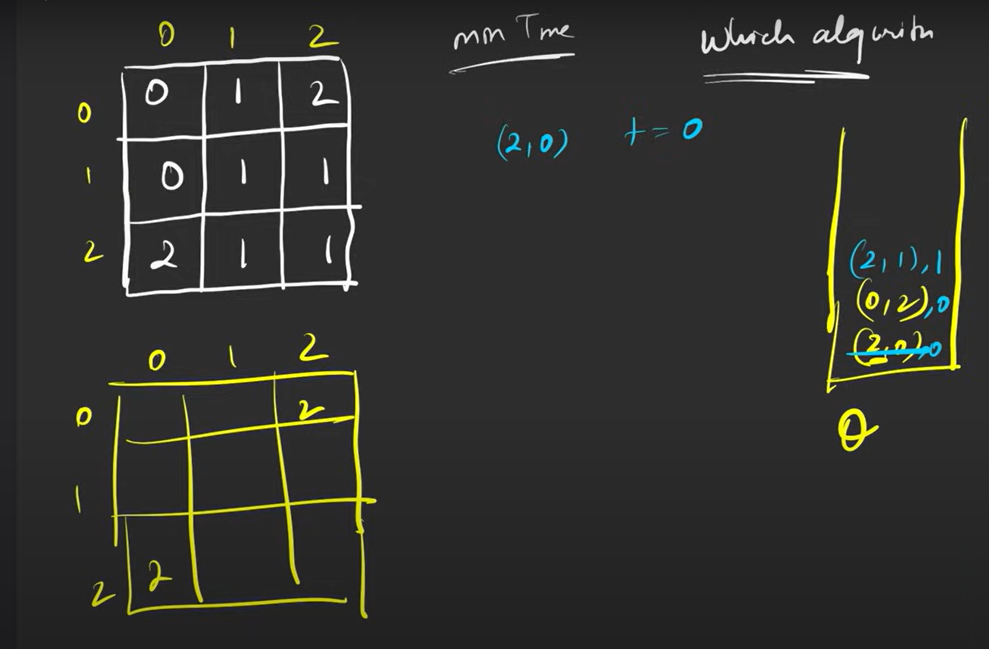 min Time
Which algorithm
0 1 2
0 0 1 2
1 0 1 1
2 2 1 1
(2,0) t = 0
(2,1),1
(0,2),0
(2,0),0
Q
0 1 2
0 2
1
2 2